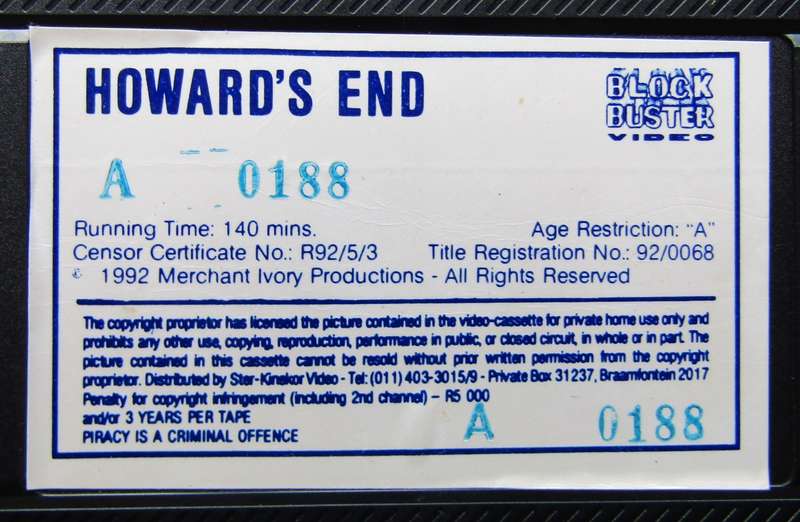 HOWARD'S END
BLOCK
BUSTER
VIDEO
A 0188
Running Time: 140 mins. Age Restriction: "A"
Censor Certificate No.: R92/5/3 Title Registration No.: 92/0068
© 1992 Merchant Ivory Productions - All Rights Reserved
The copyright proprietor has licensed the picture contained in the video-cassette for private home use only and
prohibits any other use, copying, reproduction, performance in public, or closed circuit, in whole or in part. The
picture contained in this cassette cannot be resold without prior written permission from the copyright
proprietor. Distributed by Ster-Kinekor Video - Tel: (011) 403-3015/9 - Private Box 31237, Braamfontein 2017
Penalty for copyright infringement (including 2nd channel) – R5 000
and/or 3 YEARS PER TAPE
PIRACY IS A CRIMINAL OFFENCE
A 0188